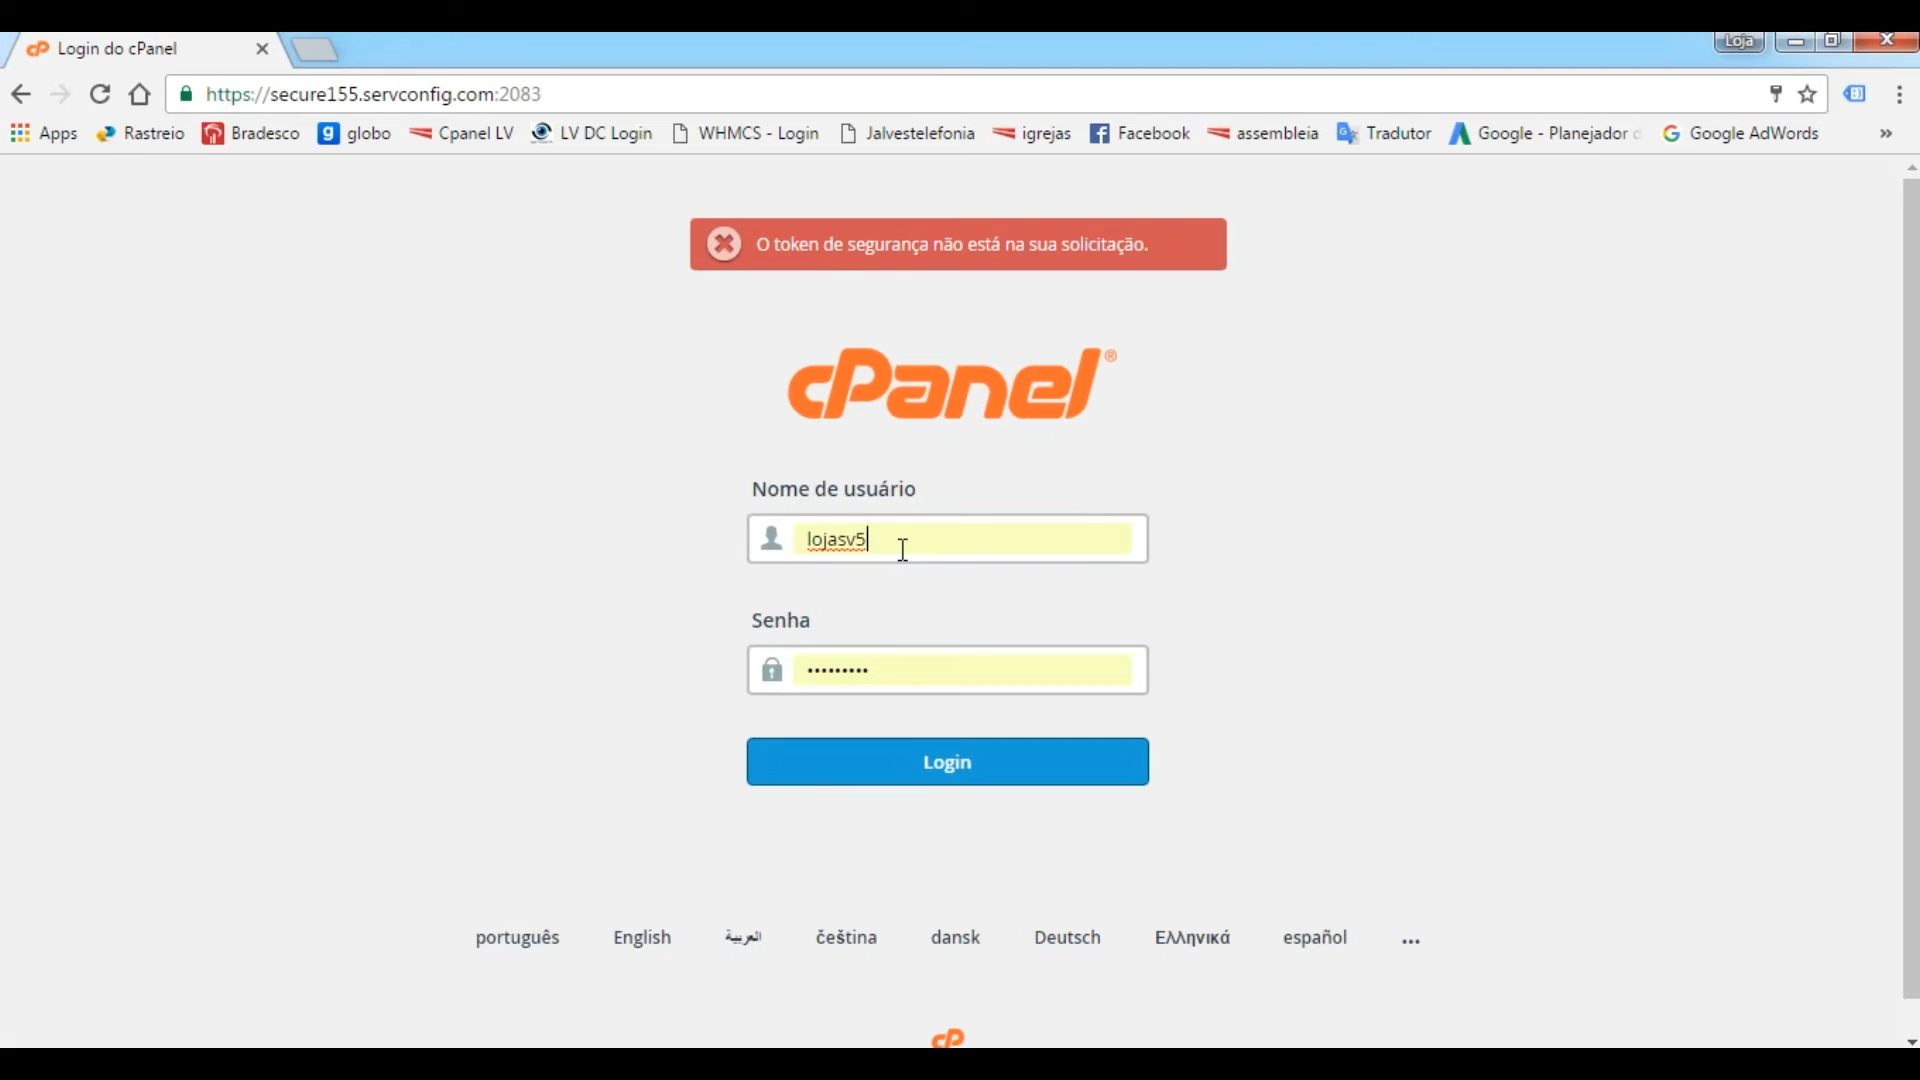 Login do cPanel
Loja
https://secure155.servconfig.com:2083
Apps Rastreio Bradesco globo Cpanel LV LV DC Login WHMCS - Login Jalvestelefonia igrejas Facebook assembleia Tradutor Google - Planejador Google AdWords »
O token de segurança não está na sua solicitação.
cPanel®
Nome de usuário
lojasv5
Senha
•••••••••
Login
português English العربية čeština dansk Deutsch Ελληνικά español ...
cP